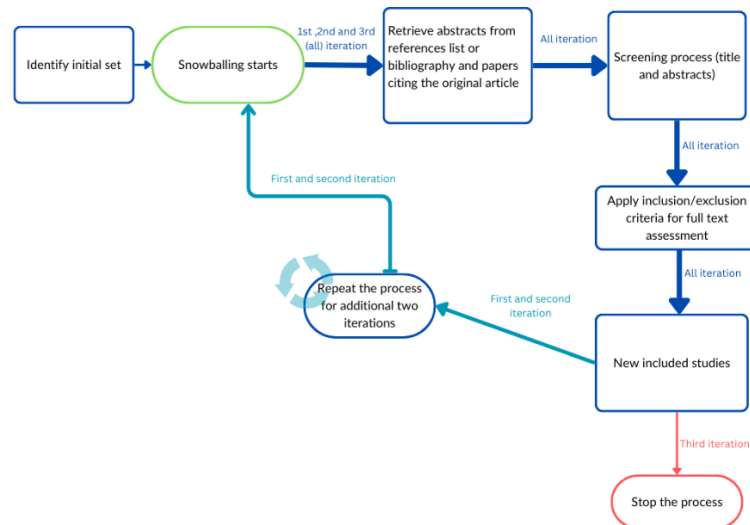 Identify initial set
Snowballing starts
1st ,2nd and 3rd
(all) iteration
Retrieve abstracts from
references list or
bibliography and papers
citing the original article
All iteration
Screening process (title
and abstracts)
All iteration
Apply inclusion/exclusion
criteria for full text
assessment
All iteration
New included studies
First and second
iteration
Repeat the process
for additional two
iterations
First and second iteration
Third iteration
Stop the process